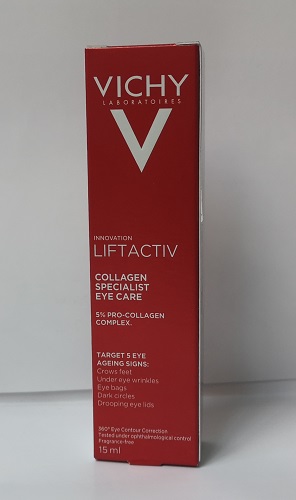 VICHY
LABORATOIRES
V
INNOVATION
LIFTACTIV
COLLAGEN
SPECIALIST
EYE CARE
5% PRO-COLLAGEN
COMPLEX.
TARGET 5 EYE
AGEING SIGNS:
Crows feet
Under eye wrinkles
Eye bags
Dark circles
Drooping eye lids
360° Eye Contour Correction
Tested under ophthalmological control
Fragrance-free
15 ml